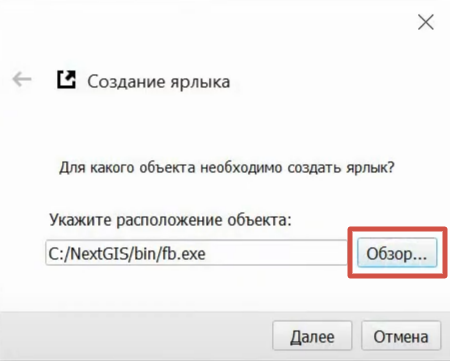 Создание ярлыка
Для какого объекта необходимо создать ярлык?
Укажите расположение объекта:
C:/NextGIS/bin/fb.exe
Обзор...
Далее
Отмена